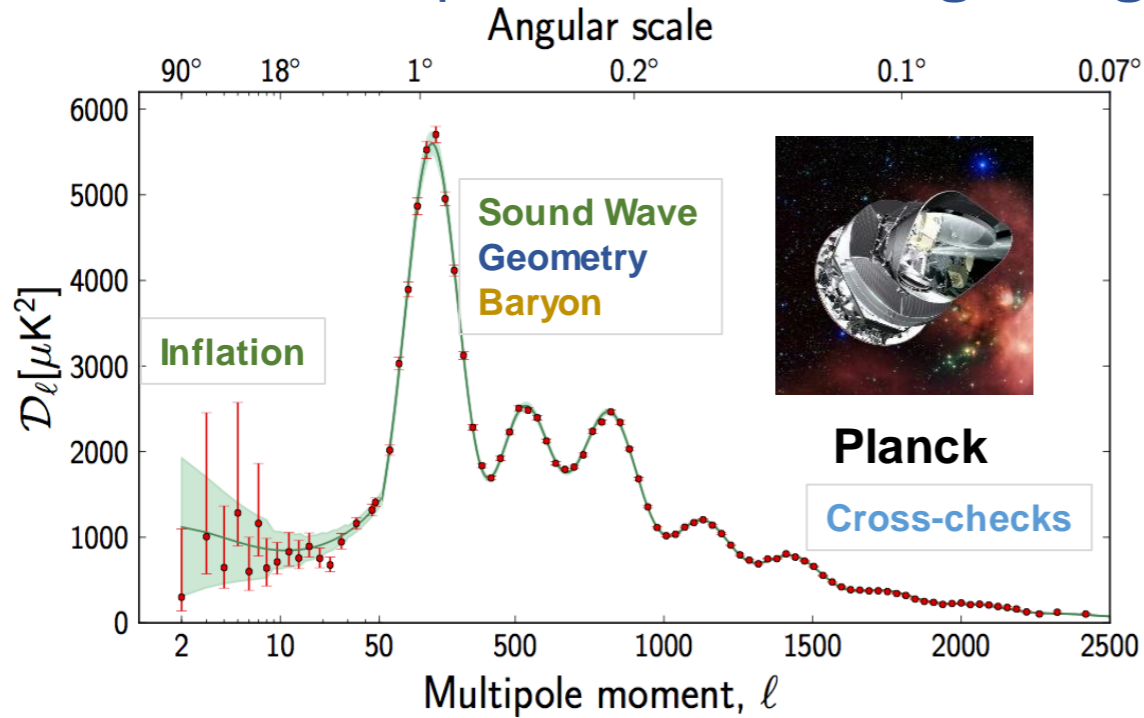 Angular scale
90° 18° 1° 0.2° 0.1° 0.07°
6000
5000
4000
3000
2000
1000
0
𝒟ℓ[μK²]
Inflation
Sound Wave
Geometry
Baryon
Planck
Cross-checks
2 10 50 500 1000 1500 2000 2500
Multipole moment, ℓ